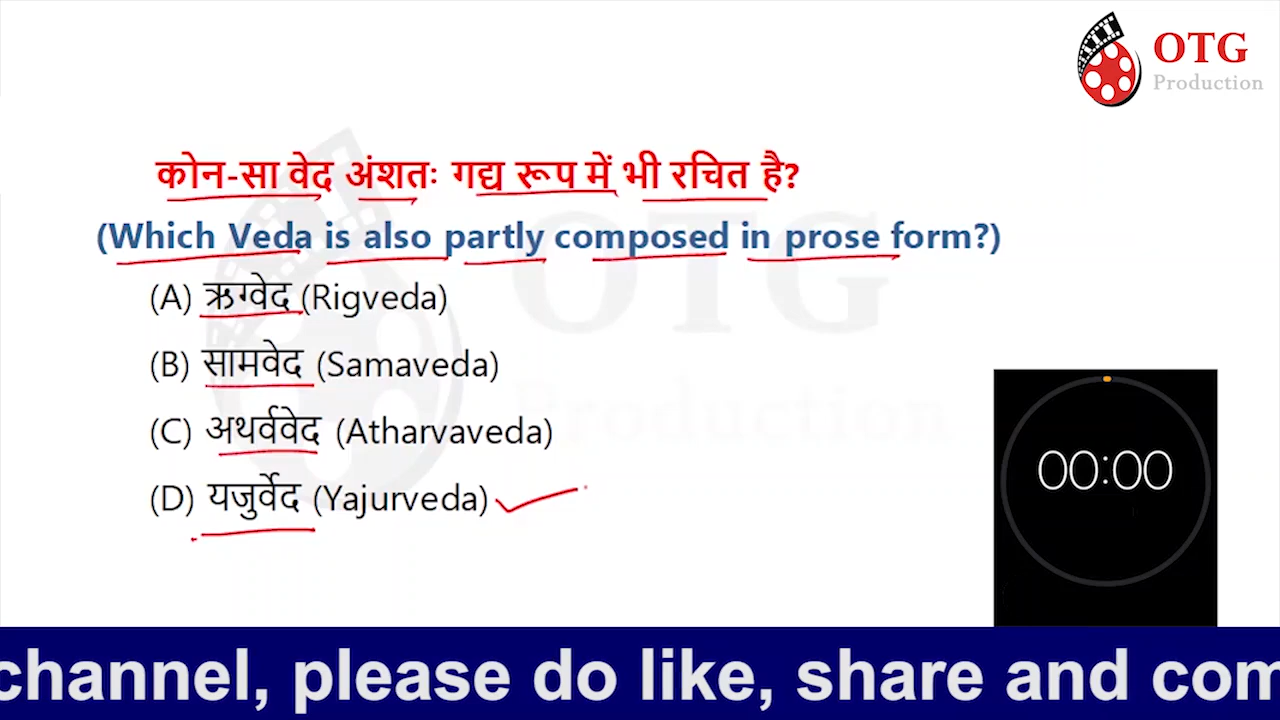 OTG
Production
कोन-सा वेद अंशतः गद्य रूप में भी रचित है?
(Which Veda is also partly composed in prose form?)
(A) ऋग्वेद (Rigveda)
(B) सामवेद (Samaveda)
(C) अथर्ववेद (Atharvaveda)
(D) यजुर्वेद (Yajurveda)
00:00
channel, please do like, share and com